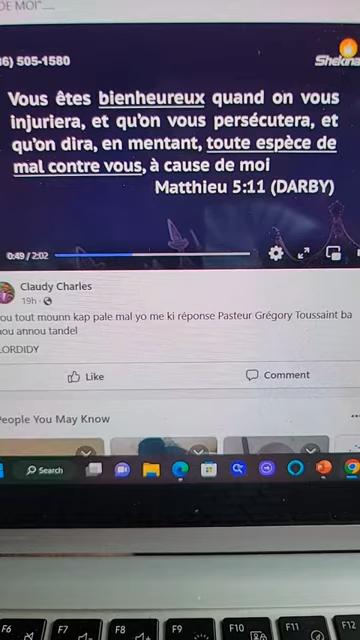 DE MOI"....
6) 505-1580
Shekina
Vous êtes bienheureux quand on vous
injuriera, et qu'on vous persécutera, et
qu'on dira, en mentant, toute espèce de
mal contre vous, à cause de moi
Matthieu 5:11 (DARBY)
0:49 / 2:02
Claudy Charles
19h
ou tout mounn kap pale mal yo me ki réponse Pasteur Grégory Toussaint ba
ou annou tandel
LORDIDY
Like
Comment
People You May Know
Search
F6
F7
F8
F9
F10
F11
F12